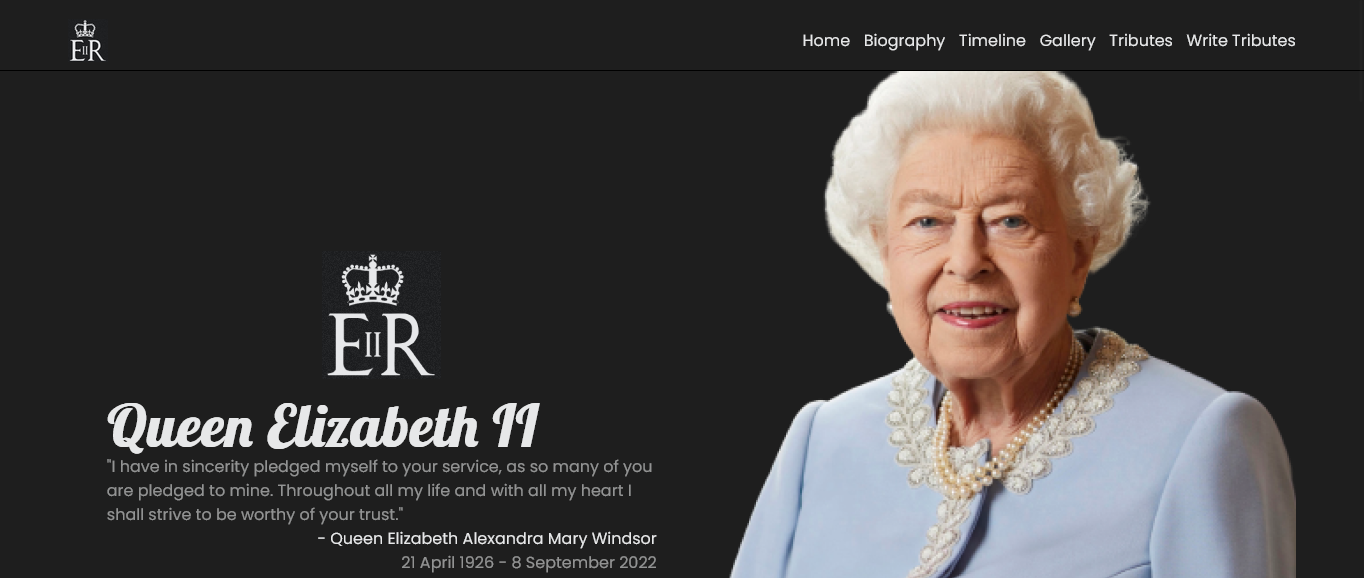 EIIR
Home Biography Timeline Gallery Tributes Write Tributes
EIIR
Queen Elizabeth II
"I have in sincerity pledged myself to your service, as so many of you
are pledged to mine. Throughout all my life and with all my heart I
shall strive to be worthy of your trust."
- Queen Elizabeth Alexandra Mary Windsor
21 April 1926 - 8 September 2022